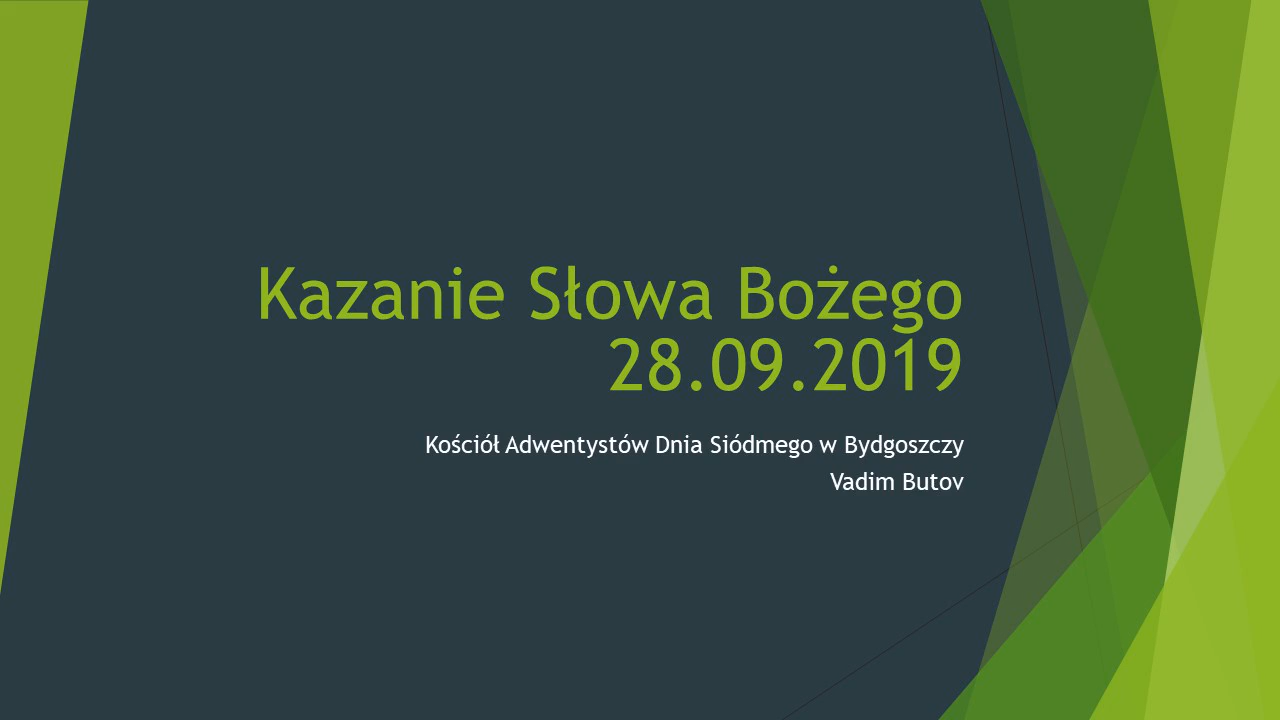 Kazanie Słowa Bożego
28.09.2019
Kościół Adwentystów Dnia Siódmego w Bydgoszczy
Vadim Butov